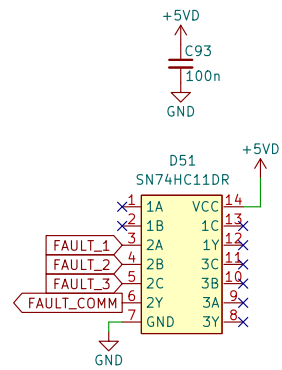 +5VD
C93
100n
GND
+5VD
D51
SN74HC11DR
1 1A VCC 14
2 1B 1C 13
FAULT_1 3 2A 1Y 12
FAULT_2 4 2B 3C 11
FAULT_3 5 2C 3B 10
FAULT_COMM 6 2Y 3A 9
7 GND 3Y 8
GND